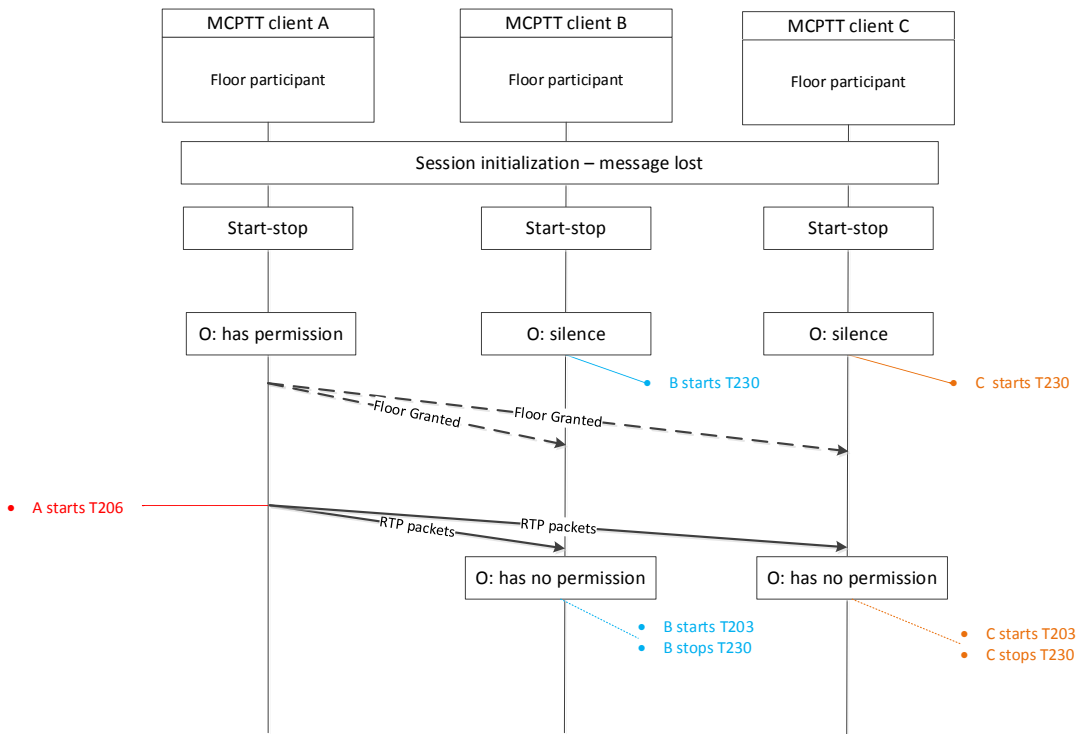 MCPTT client A
MCPTT client B
MCPTT client C
Floor participant
Floor participant
Floor participant
Session initialization – message lost
Start-stop
Start-stop
Start-stop
O: has permission
O: silence
O: silence
B starts T230
C starts T230
Floor Granted
Floor Granted
A starts T206
RTP packets
RTP packets
O: has no permission
O: has no permission
• B starts T203
• B stops T230
• C starts T203
• C stops T230